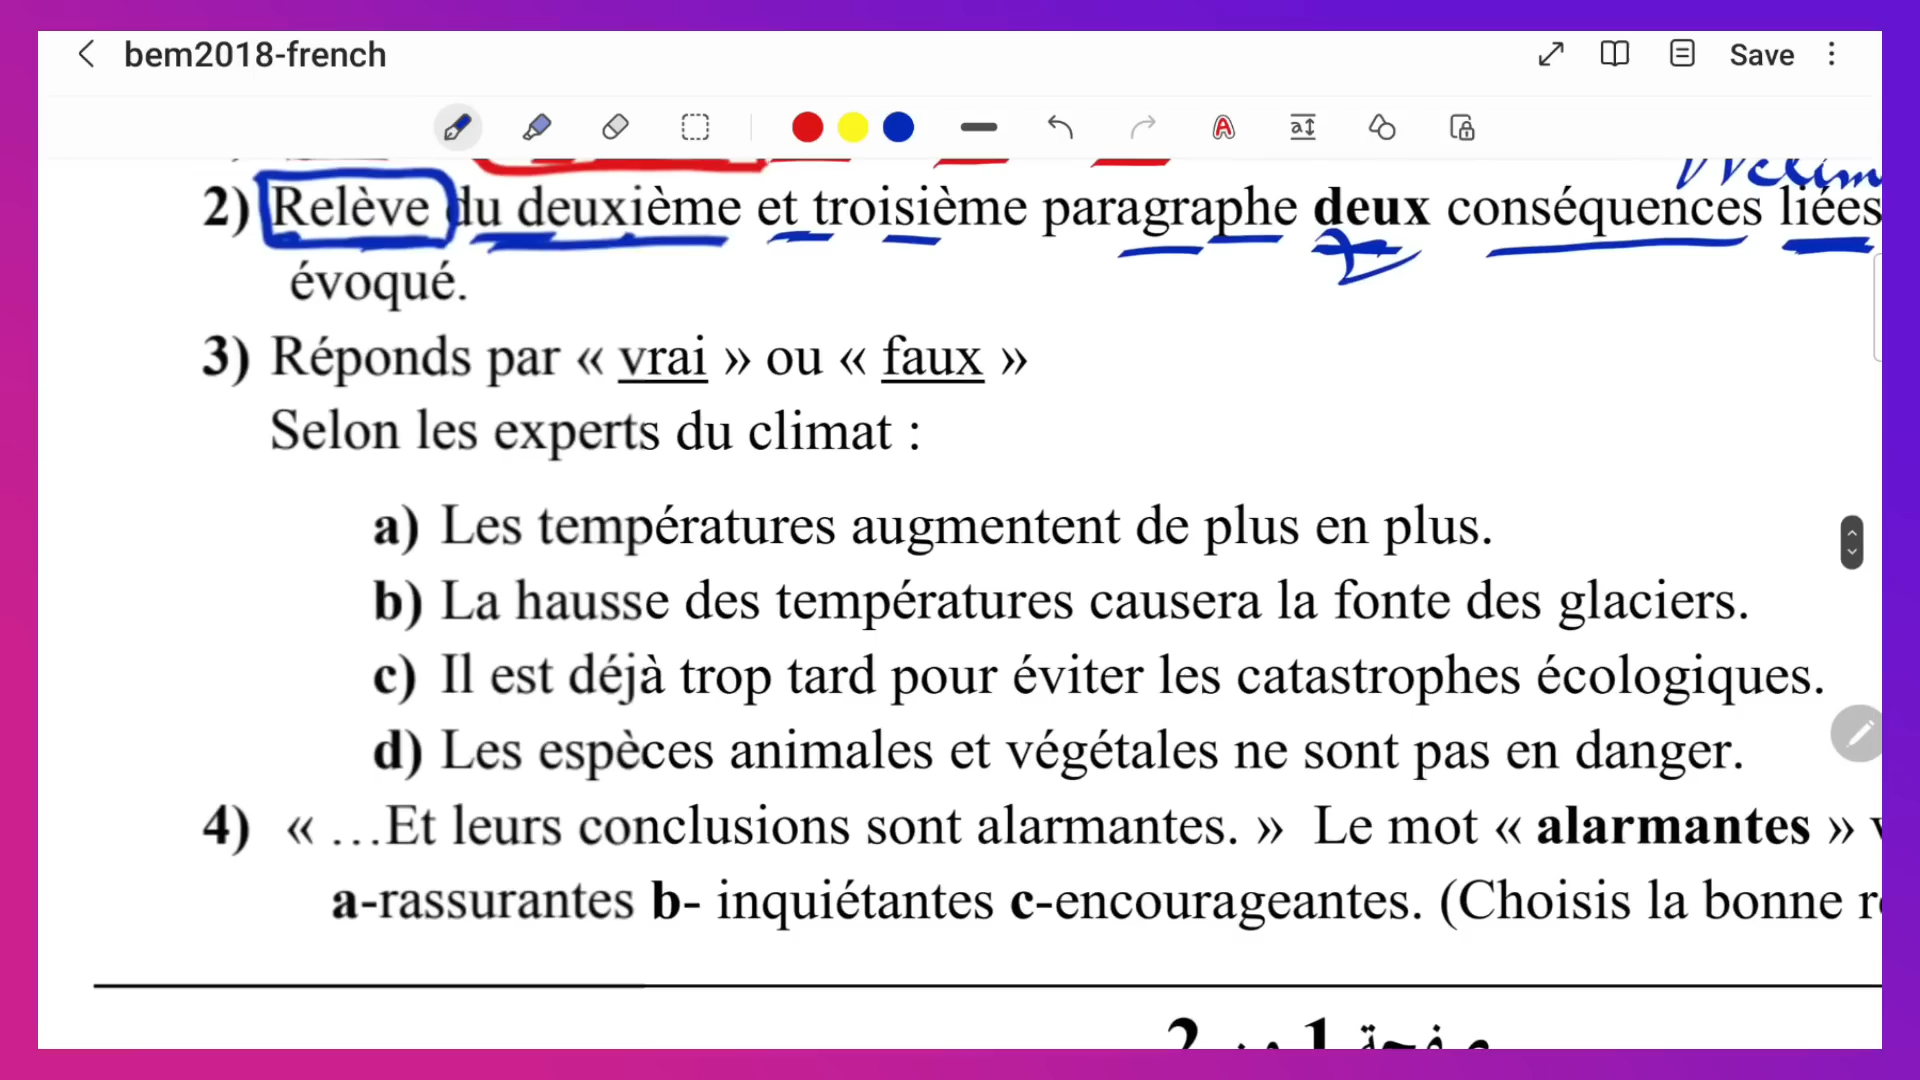 bem2018-french
Save
2) Relève du deuxième et troisième paragraphe deux conséquences liées
évoqué.
3) Réponds par « vrai » ou « faux »
Selon les experts du climat :
a) Les températures augmentent de plus en plus.
b) La hausse des températures causera la fonte des glaciers.
c) Il est déjà trop tard pour éviter les catastrophes écologiques.
d) Les espèces animales et végétales ne sont pas en danger.
4) « …Et leurs conclusions sont alarmantes. » Le mot « alarmantes »
a-rassurantes b- inquiétantes c-encourageantes. (Choisis la bonne
صفحة 1 من 2